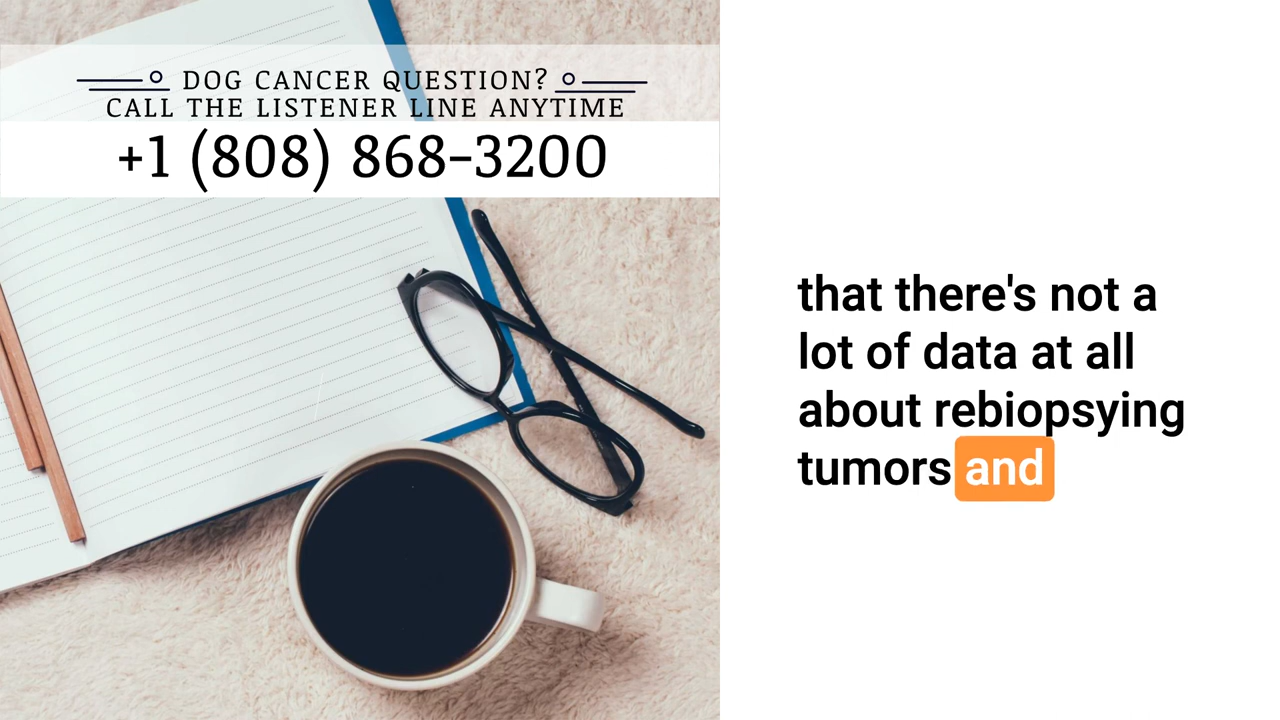 DOG CANCER QUESTION?
CALL THE LISTENER LINE ANYTIME
+1 (808) 868-3200
that there's not a
lot of data at all
about rebiopsying
tumors and